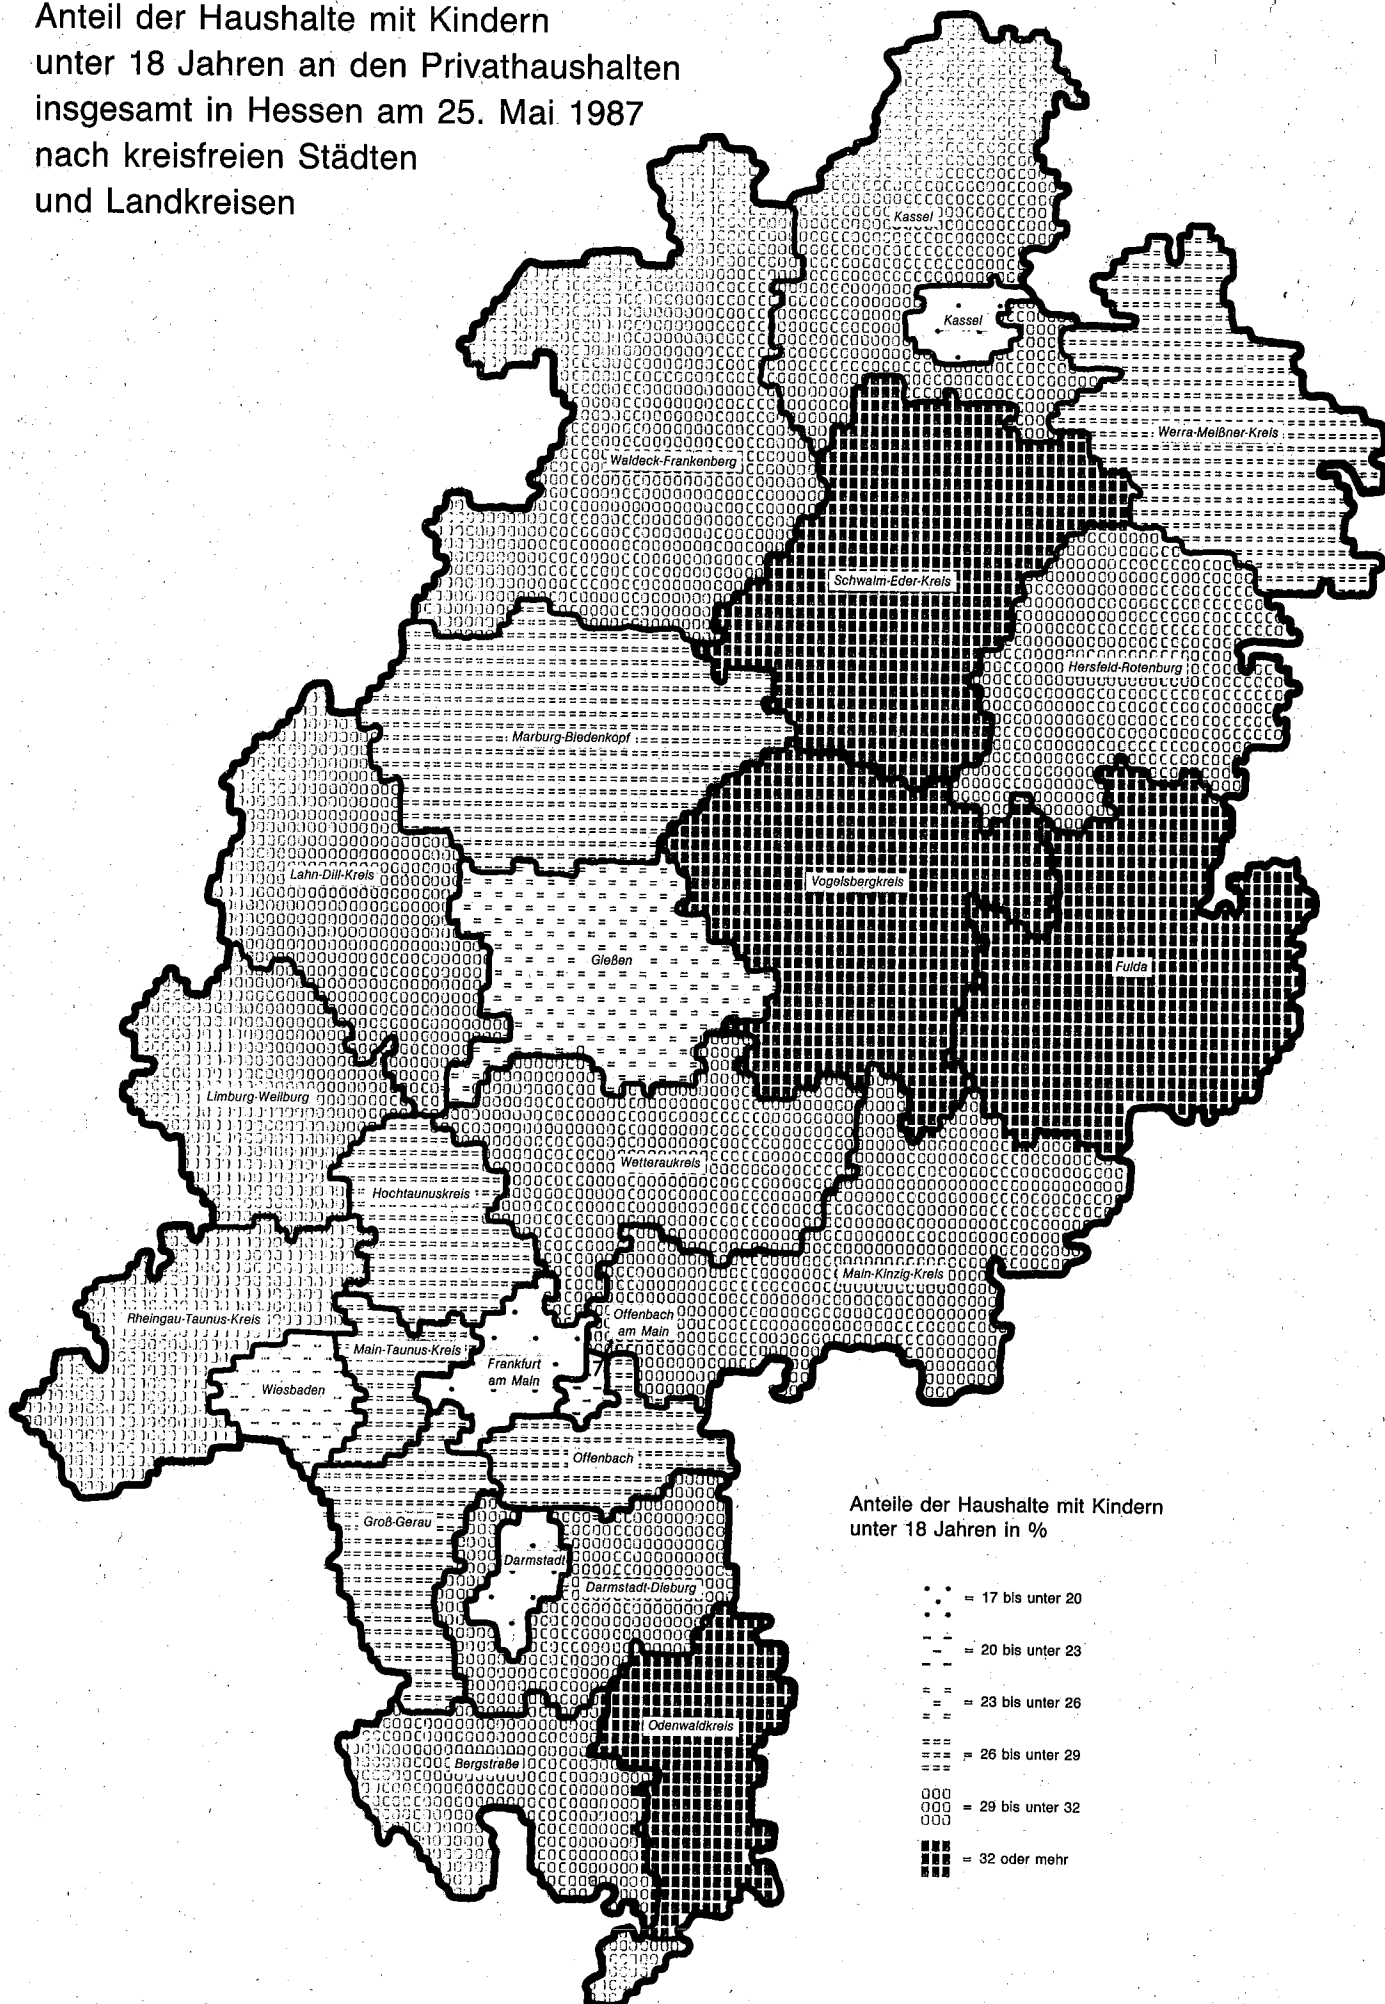 Anteil der Haushalte mit Kindern
unter 18 Jahren an den Privathaushalten
insgesamt in Hessen am 25. Mai 1987
nach kreisfreien Städten
und Landkreisen
Kassel
Kassel
Werra-Meißner-Kreis
Waldeck-Frankenberg
Schwalm-Eder-Kreis
Hersfeld-Rotenburg
Marburg-Biedenkopf
Lahn-Dill-Kreis
Vogelsbergkreis
Gießen
Fulda
Limburg-Weilburg
Wetteraukreis
Hochtaunuskreis
Main-Kinzig-Kreis
Rheingau-Taunus-Kreis
Offenbach
am Main
Main-Taunus-Kreis
Frankfurt
am Main
Wiesbaden
Offenbach
Groß-Gerau
Darmstadt
Darmstadt-Dieburg
Odenwaldkreis
Bergstraße
Anteile der Haushalte mit Kindern
unter 18 Jahren in %
= 17 bis unter 20
= 20 bis unter 23
= 23 bis unter 26
= 26 bis unter 29
= 29 bis unter 32
= 32 oder mehr